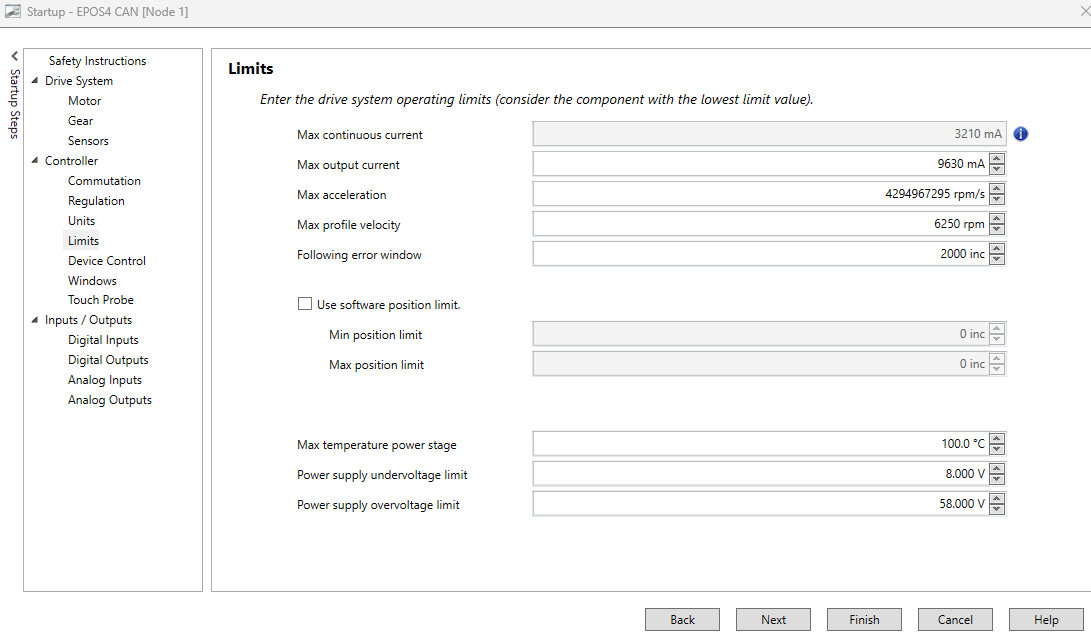 Startup - EPOS4 CAN [Node 1]
Startup Steps
Safety Instructions
Drive System
Motor
Gear
Sensors
Controller
Commutation
Regulation
Units
Limits
Device Control
Windows
Touch Probe
Inputs / Outputs
Digital Inputs
Digital Outputs
Analog Inputs
Analog Outputs
Limits
Enter the drive system operating limits (consider the component with the lowest limit value).
Max continuous current 3210 mA
Max output current 9630 mA
Max acceleration 4294967295 rpm/s
Max profile velocity 6250 rpm
Following error window 2000 inc
Use software position limit.
Min position limit 0 inc
Max position limit 0 inc
Max temperature power stage 100.0 °C
Power supply undervoltage limit 8.000 V
Power supply overvoltage limit 58.000 V
Back Next Finish Cancel Help